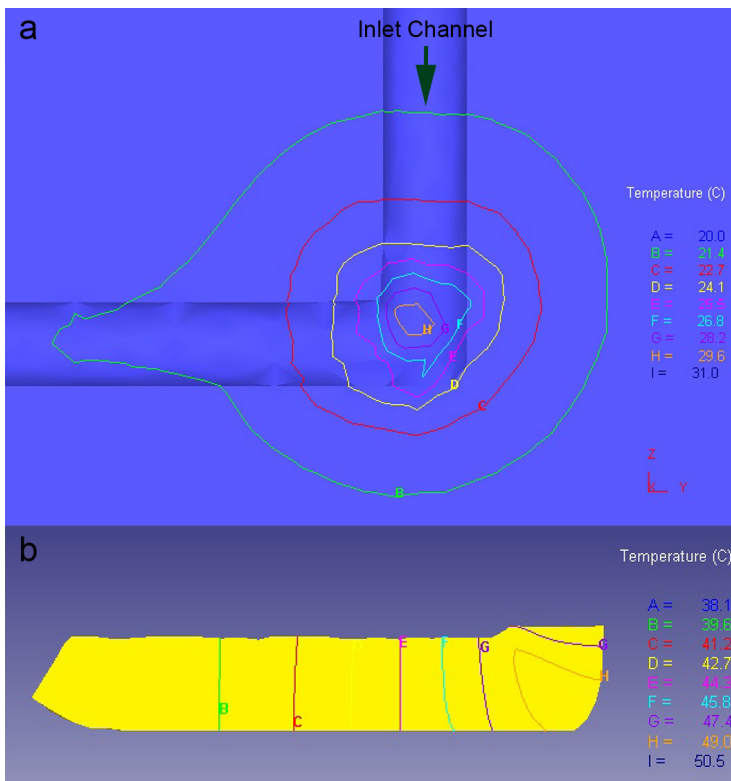 a
Inlet Channel
Temperature (C)
A = 20.0
B = 21.4
C = 22.7
D = 24.1
E = 25.5
F = 26.8
G = 28.2
H = 29.6
I = 31.0
H G F
E
D
C
B
Z
X Y
b
Temperature (C)
A = 38.1
B = 39.6
C = 41.2
D = 42.7
E = 44.3
F = 45.8
G = 47.4
H = 49.0
I = 50.5
E F G G
H
B
C